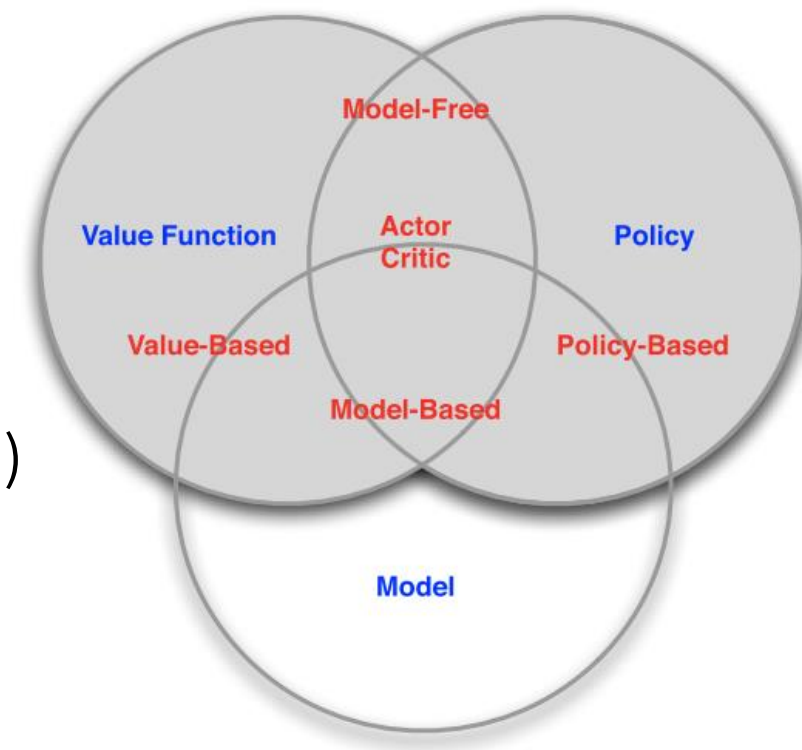 Model-Free
Actor
Critic
Value Function
Policy
Value-Based
Policy-Based
Model-Based
)
Model